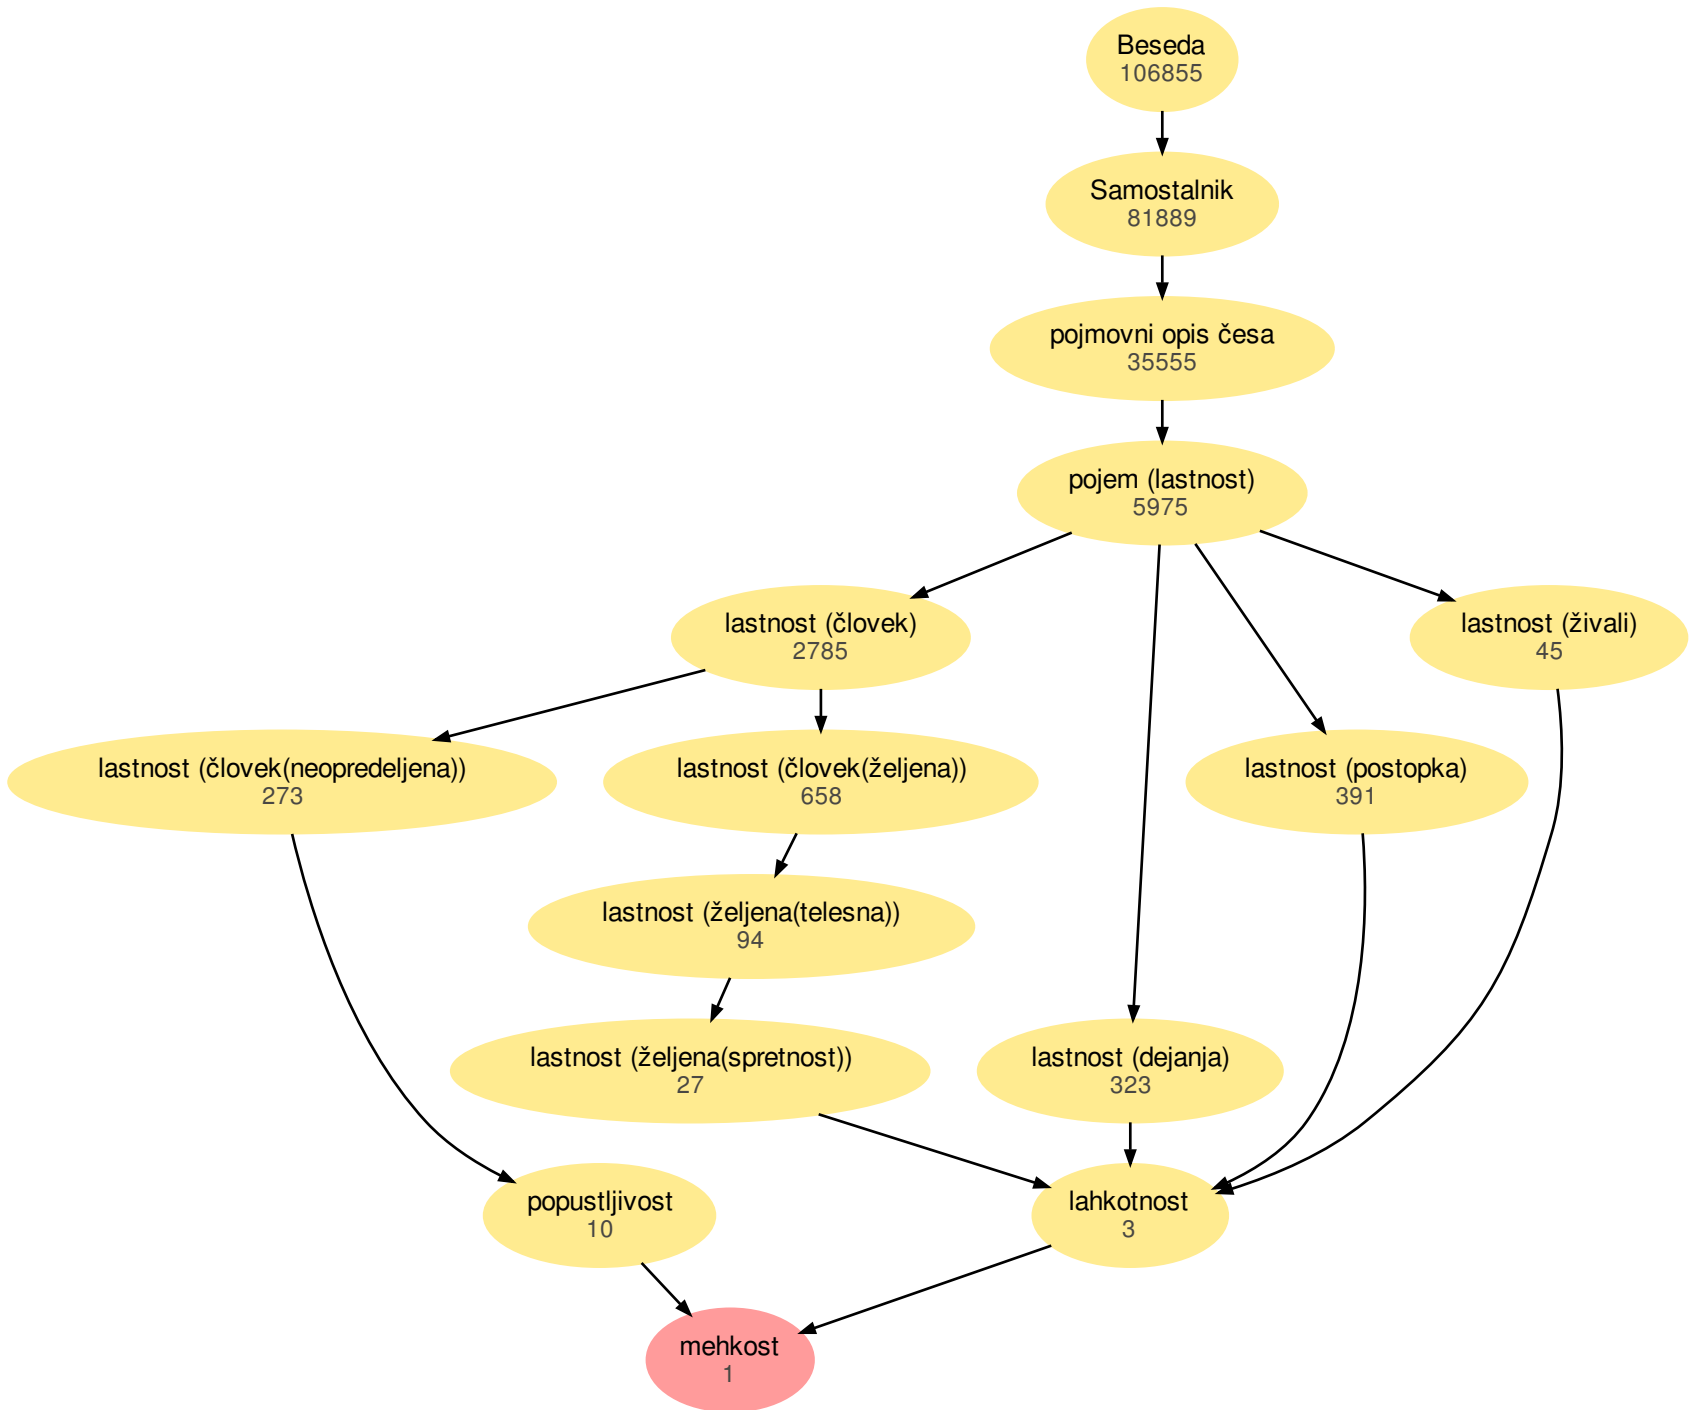 Beseda
106855
Samostalnik
81889
pojmovni opis česa
35555
pojem (lastnost)
5975
lastnost (človek)
2785
lastnost (živali)
45
lastnost (človek(neopredeljena))
273
lastnost (človek(željena))
658
lastnost (postopka)
391
lastnost (željena(telesna))
94
lastnost (željena(spretnost))
27
lastnost (dejanja)
323
popustljivost
10
lahkotnost
3
mehkost
1